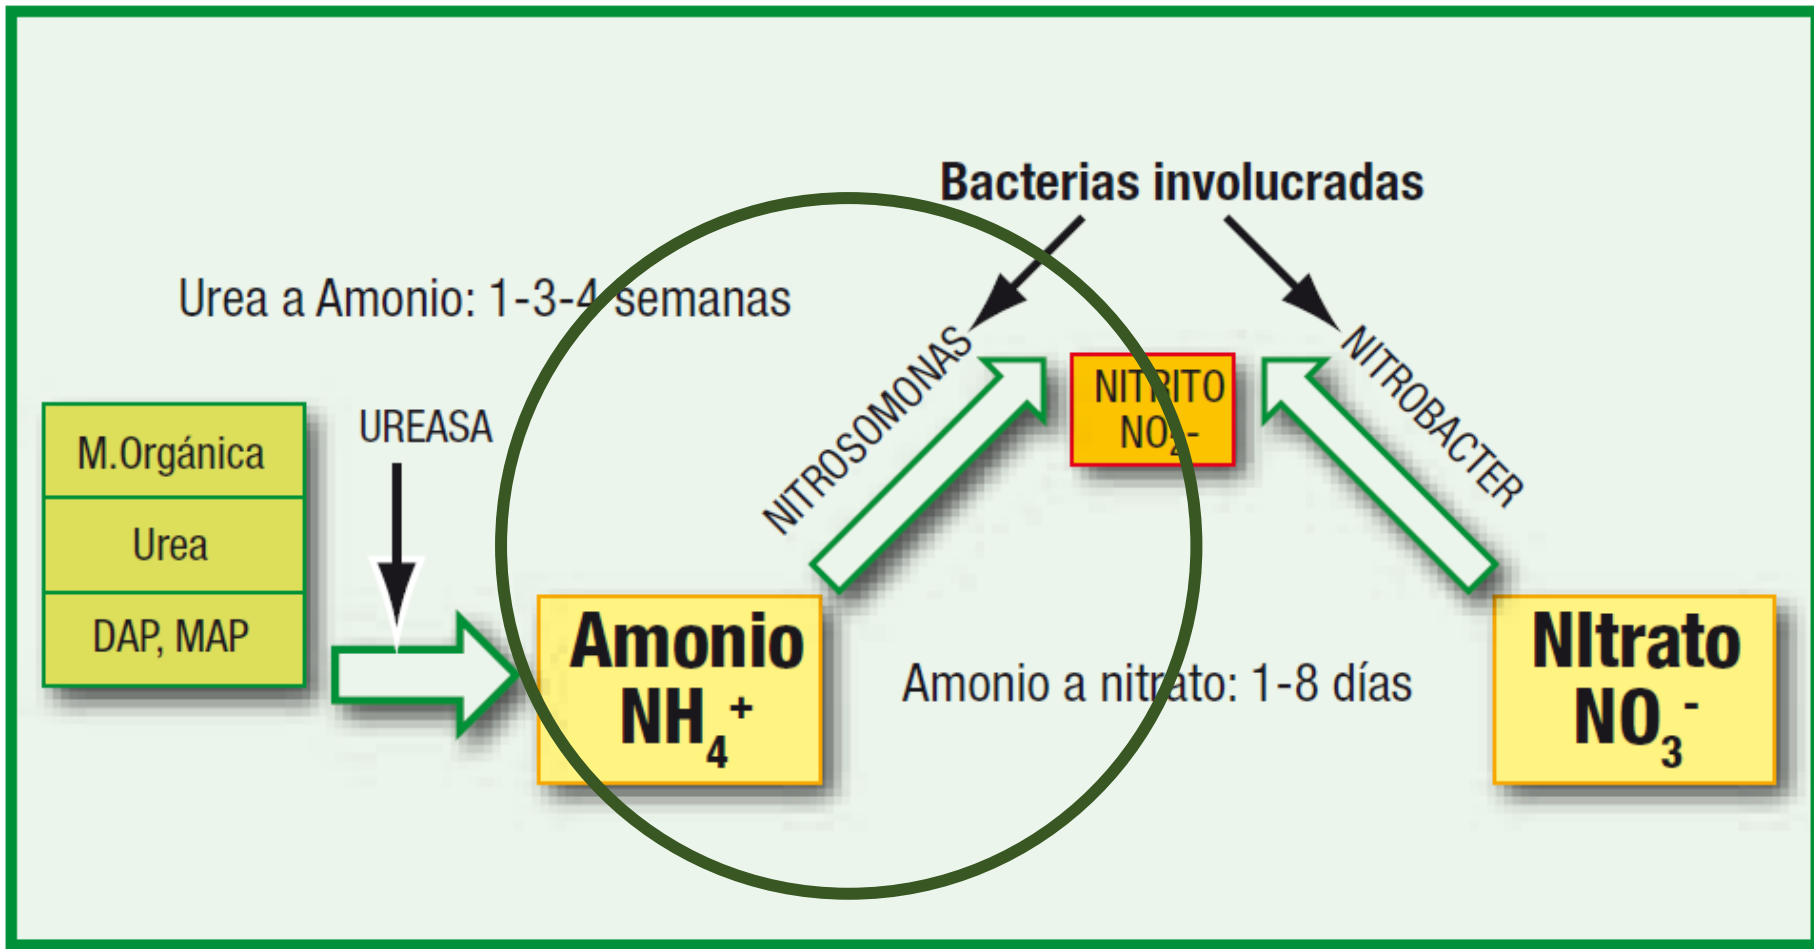 Bacterias involucradas
Urea a Amonio: 1-3-4 semanas
M.Orgánica
Urea
DAP, MAP
UREASA
NITROSOMONAS
NITRITO
NO₂-
NITROBACTER
Amonio
NH₄⁺
Amonio a nitrato: 1-8 días
NItrato
NO₃⁻